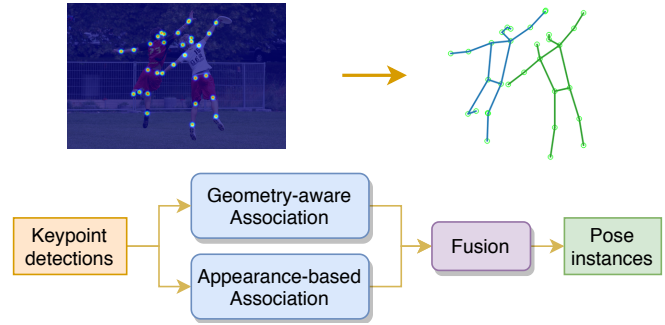 Geometry-aware
Association
Keypoint
detections
Fusion
Pose
instances
Appearance-based
Association